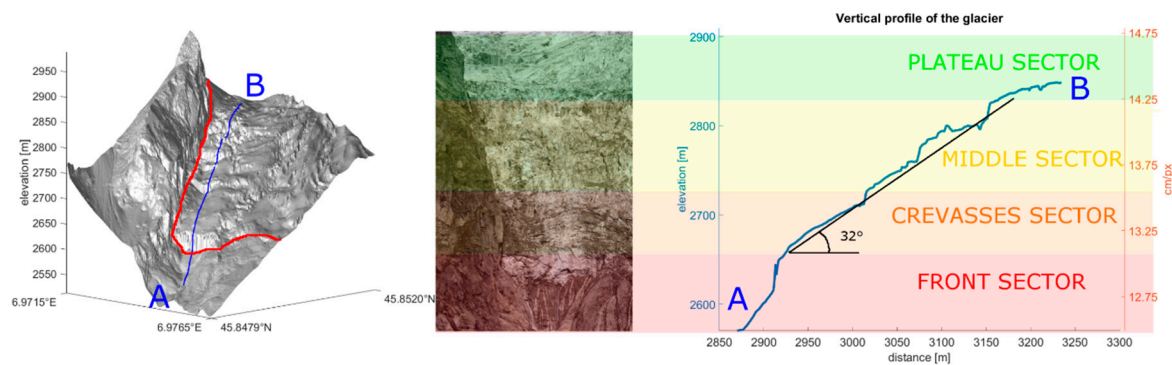 2950
2900
2850
2800
2750
2700
2650
2600
2550
elevation [m]
B
A
6.9715°E
6.9765°E
45.8479°N
45.8520°N
Vertical profile of the glacier
2900
2800
2700
2600
elevation [m]
PLATEAU SECTOR
B
MIDDLE SECTOR
CREVASSES SECTOR
32°
FRONT SECTOR
A
14.75
14.25
13.75
13.25
12.75
cm/px
2850
2900
2950
3000
3050
3100
3150
3200
3250
3300
distance [m]